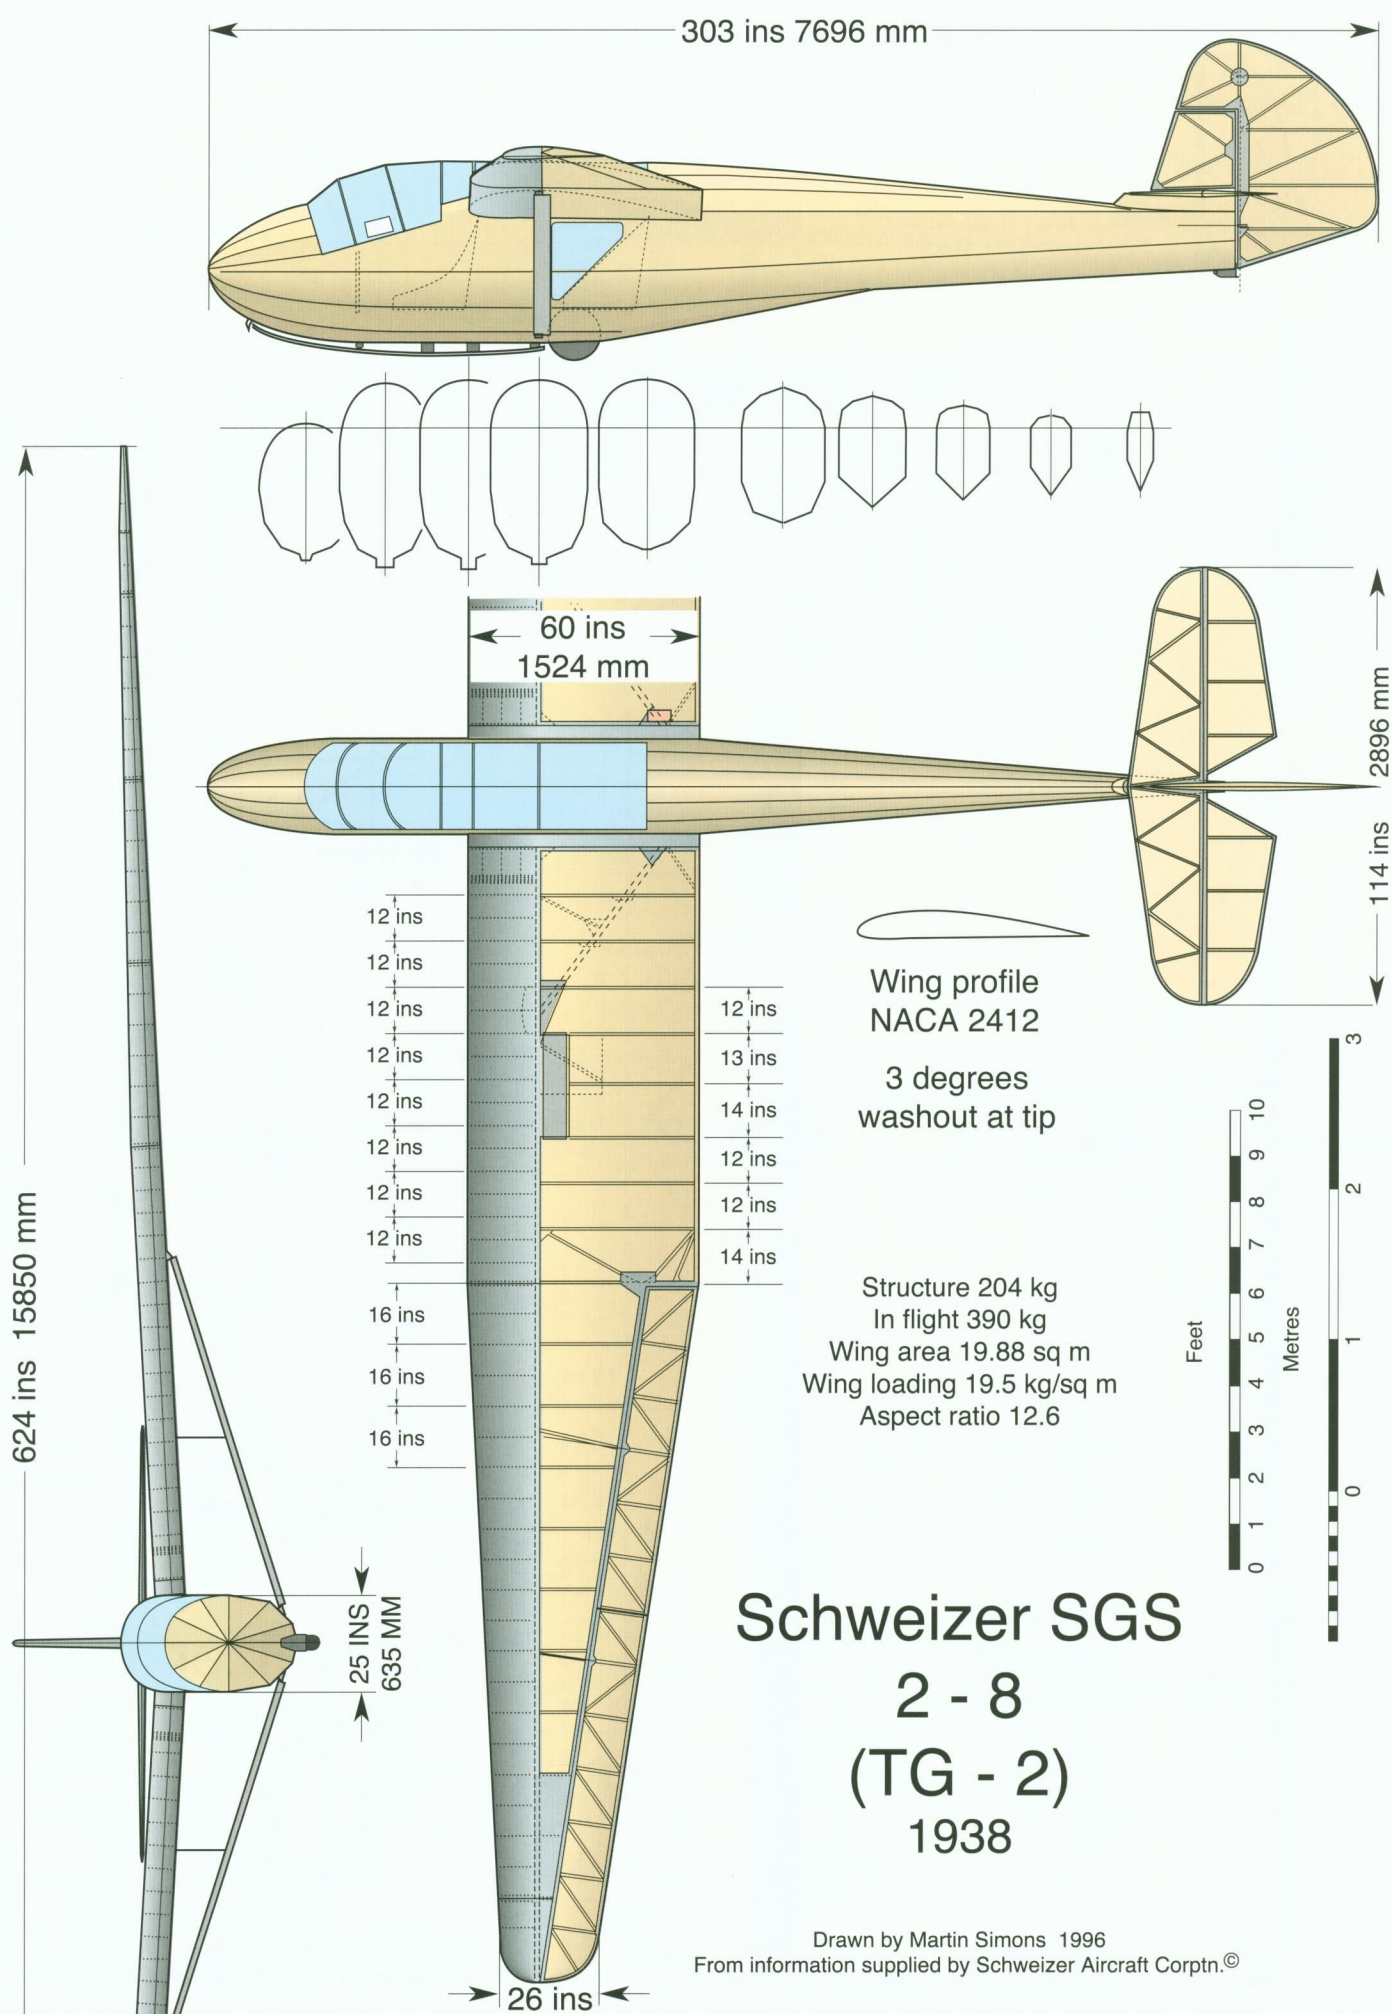 303 ins 7696 mm
60 ins
1524 mm
2896 mm
114 ins
12 ins
12 ins
12 ins
12 ins
12 ins
12 ins
12 ins
12 ins
16 ins
16 ins
16 ins
12 ins
13 ins
14 ins
12 ins
12 ins
14 ins
Wing profile
NACA 2412
3 degrees
washout at tip
Structure 204 kg
In flight 390 kg
Wing area 19.88 sq m
Wing loading 19.5 kg/sq m
Aspect ratio 12.6
Feet
0 1 2 3 4 5 6 7 8 9 10
Metres
0 1 2 3
624 ins 15850 mm
25 INS
635 MM
Schweizer SGS
2 - 8
(TG - 2)
1938
Drawn by Martin Simons 1996
From information supplied by Schweizer Aircraft Corptn.©
26 ins